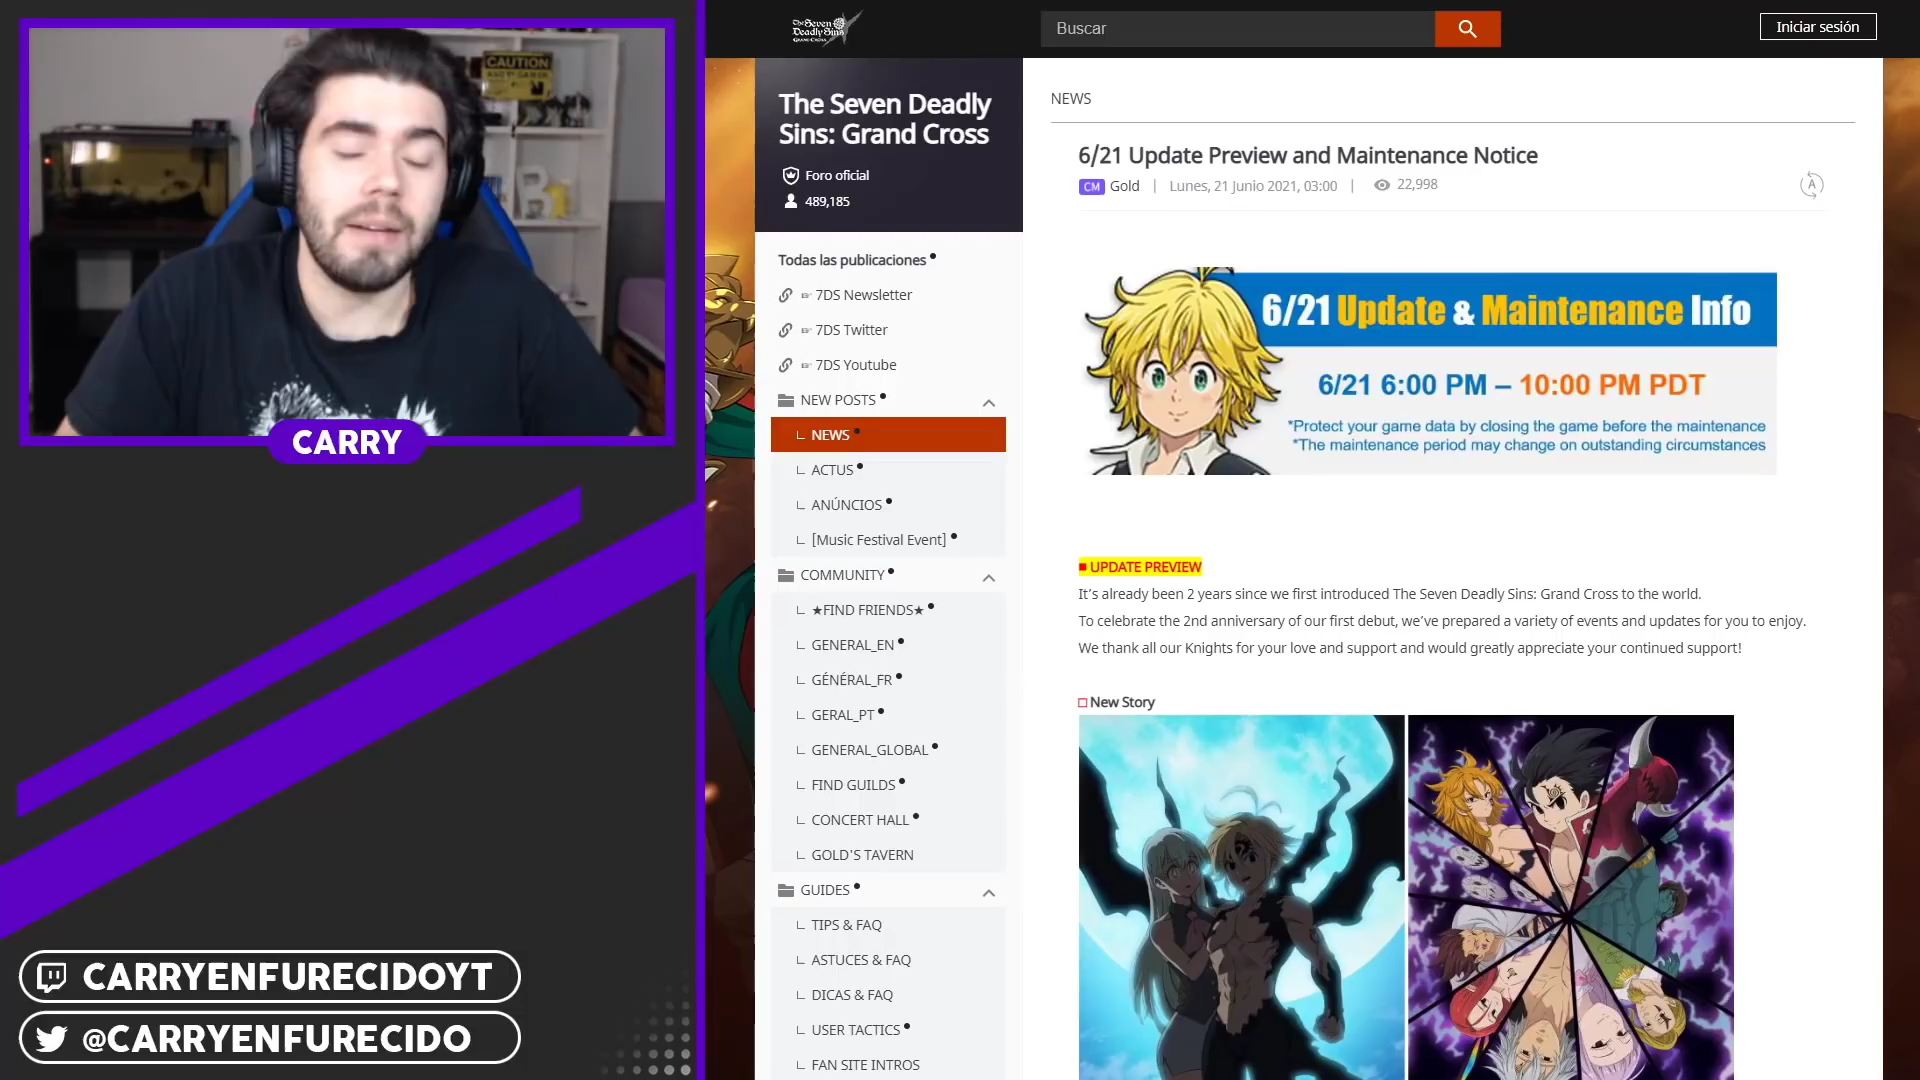 CAUTION
CARRY
CARRYENFURECIDOYT
@CARRYENFURECIDO
The Seven
Deadly Sins
GRAND CROSS
Buscar
Iniciar sesión
The Seven Deadly
Sins: Grand Cross
Foro oficial
489,185
Todas las publicaciones
☞ 7DS Newsletter
☞ 7DS Twitter
☞ 7DS Youtube
NEW POSTS
NEWS
ACTUS
ANÚNCIOS
[Music Festival Event]
COMMUNITY
★FIND FRIENDS★
GENERAL_EN
GÉNÉRAL_FR
GERAL_PT
GENERAL_GLOBAL
FIND GUILDS
CONCERT HALL
GOLD'S TAVERN
GUIDES
TIPS & FAQ
ASTUCES & FAQ
DICAS & FAQ
USER TACTICS
FAN SITE INTROS
NEWS
6/21 Update Preview and Maintenance Notice
CM Gold | Lunes, 21 Junio 2021, 03:00 | 22,998
A
6/21 Update & Maintenance Info
6/21 6:00 PM – 10:00 PM PDT
*Protect your game data by closing the game before the maintenance
*The maintenance period may change on outstanding circumstances
■ UPDATE PREVIEW
It's already been 2 years since we first introduced The Seven Deadly Sins: Grand Cross to the world.
To celebrate the 2nd anniversary of our first debut, we've prepared a variety of events and updates for you to enjoy.
We thank all our Knights for your love and support and would greatly appreciate your continued support!
□ New Story